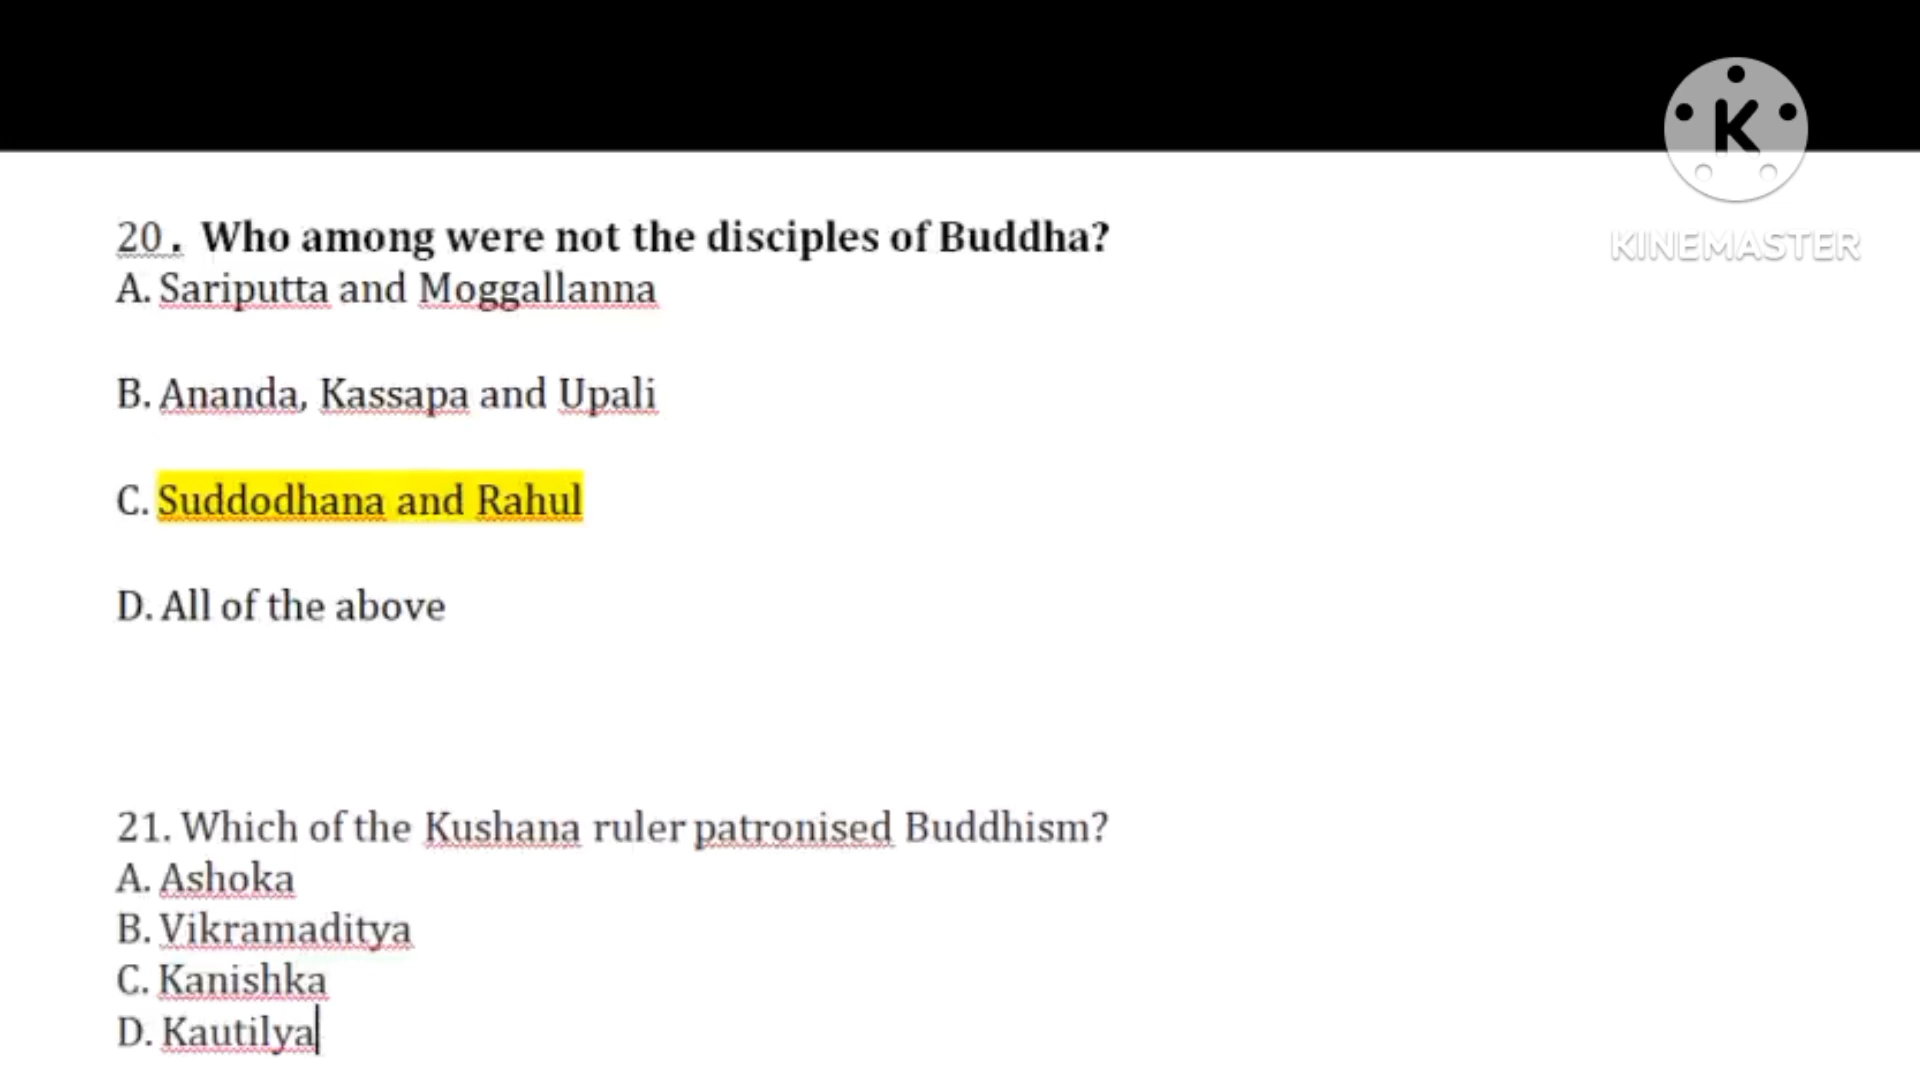 K
KINEMASTER
20. Who among were not the disciples of Buddha?
A. Sariputta and Moggallanna
B. Ananda, Kassapa and Upali
C. Suddodhana and Rahul
D. All of the above
21. Which of the Kushana ruler patronised Buddhism?
A. Ashoka
B. Vikramaditya
C. Kanishka
D. Kautilya